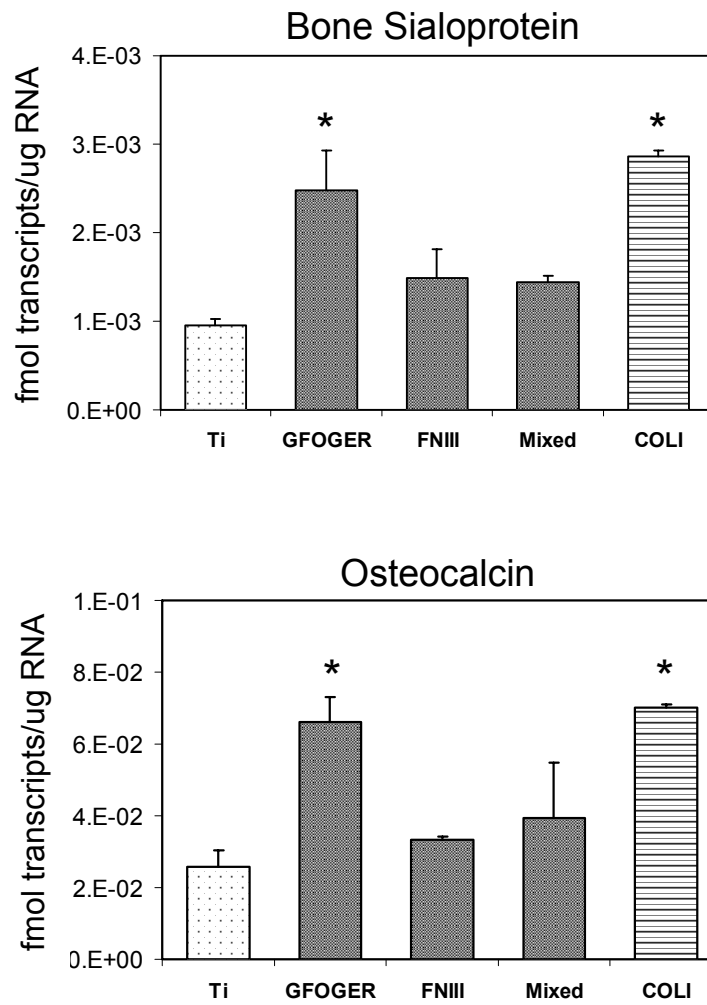 Bone Sialoprotein
fmol transcripts/ug RNA
4.E-03
3.E-03
2.E-03
1.E-03
0.E+00
*
*
Ti GFOGER FNIII Mixed COLI
Osteocalcin
fmol transcripts/ug RNA
1.E-01
8.E-02
6.E-02
4.E-02
2.E-02
0.E+00
*
*
Ti GFOGER FNIII Mixed COLI